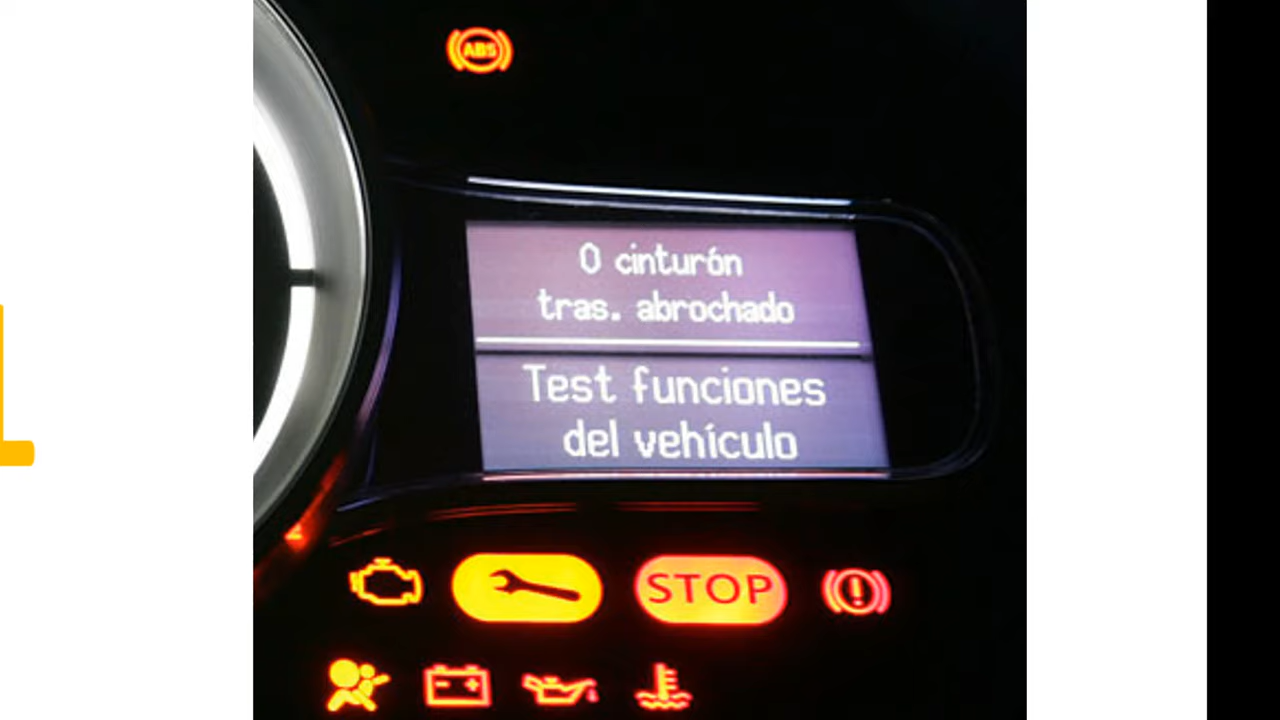 ABS
0 cinturón
tras. abrochado
Test funciones
del vehículo
STOP